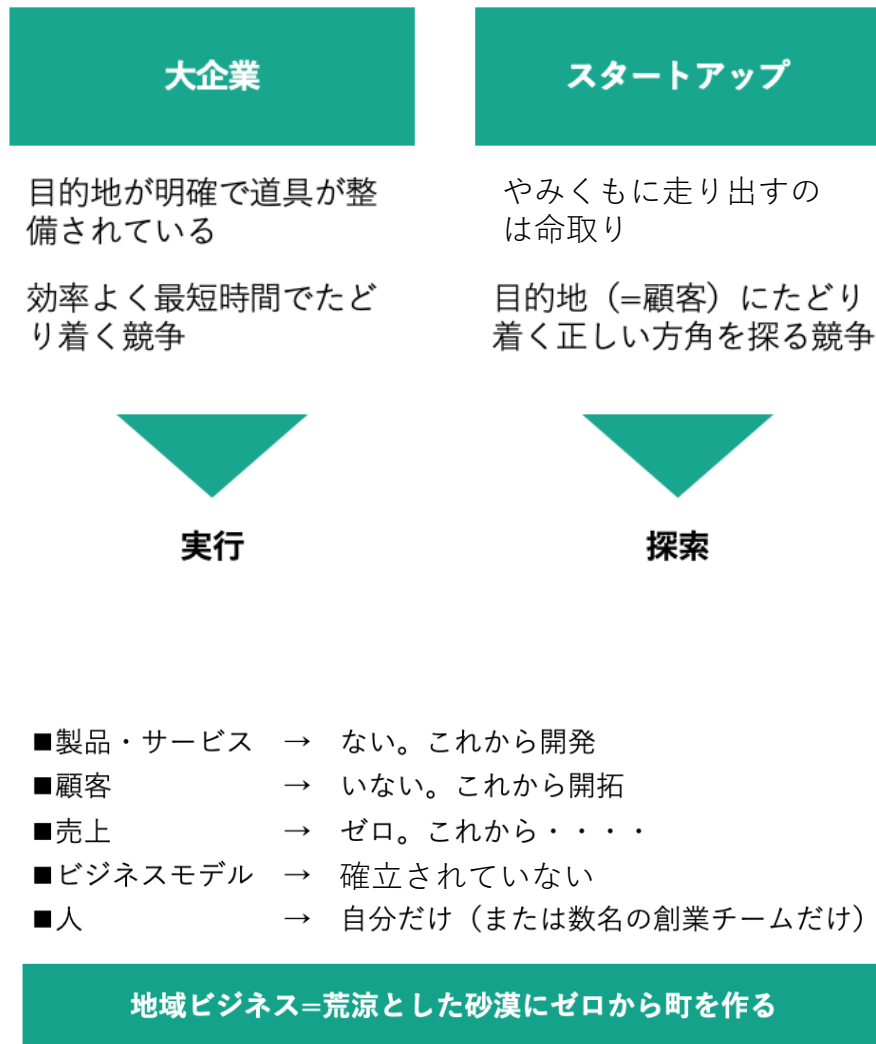 大企業
目的地が明確で道具が整
備されている
効率よく最短時間でたど
り着く競争
実行
スタートアップ
やみくもに走り出すの
は命取り
目的地（=顧客）にたどり
着く正しい方角を探る競争
探索
■製品・サービス → ない。これから開発
■顧客 → いない。これから開拓
■売上 → ゼロ。これから・・・・
■ビジネスモデル → 確立されていない
■人 → 自分だけ（または数名の創業チームだけ）
地域ビジネス=荒涼とした砂漠にゼロから町を作る